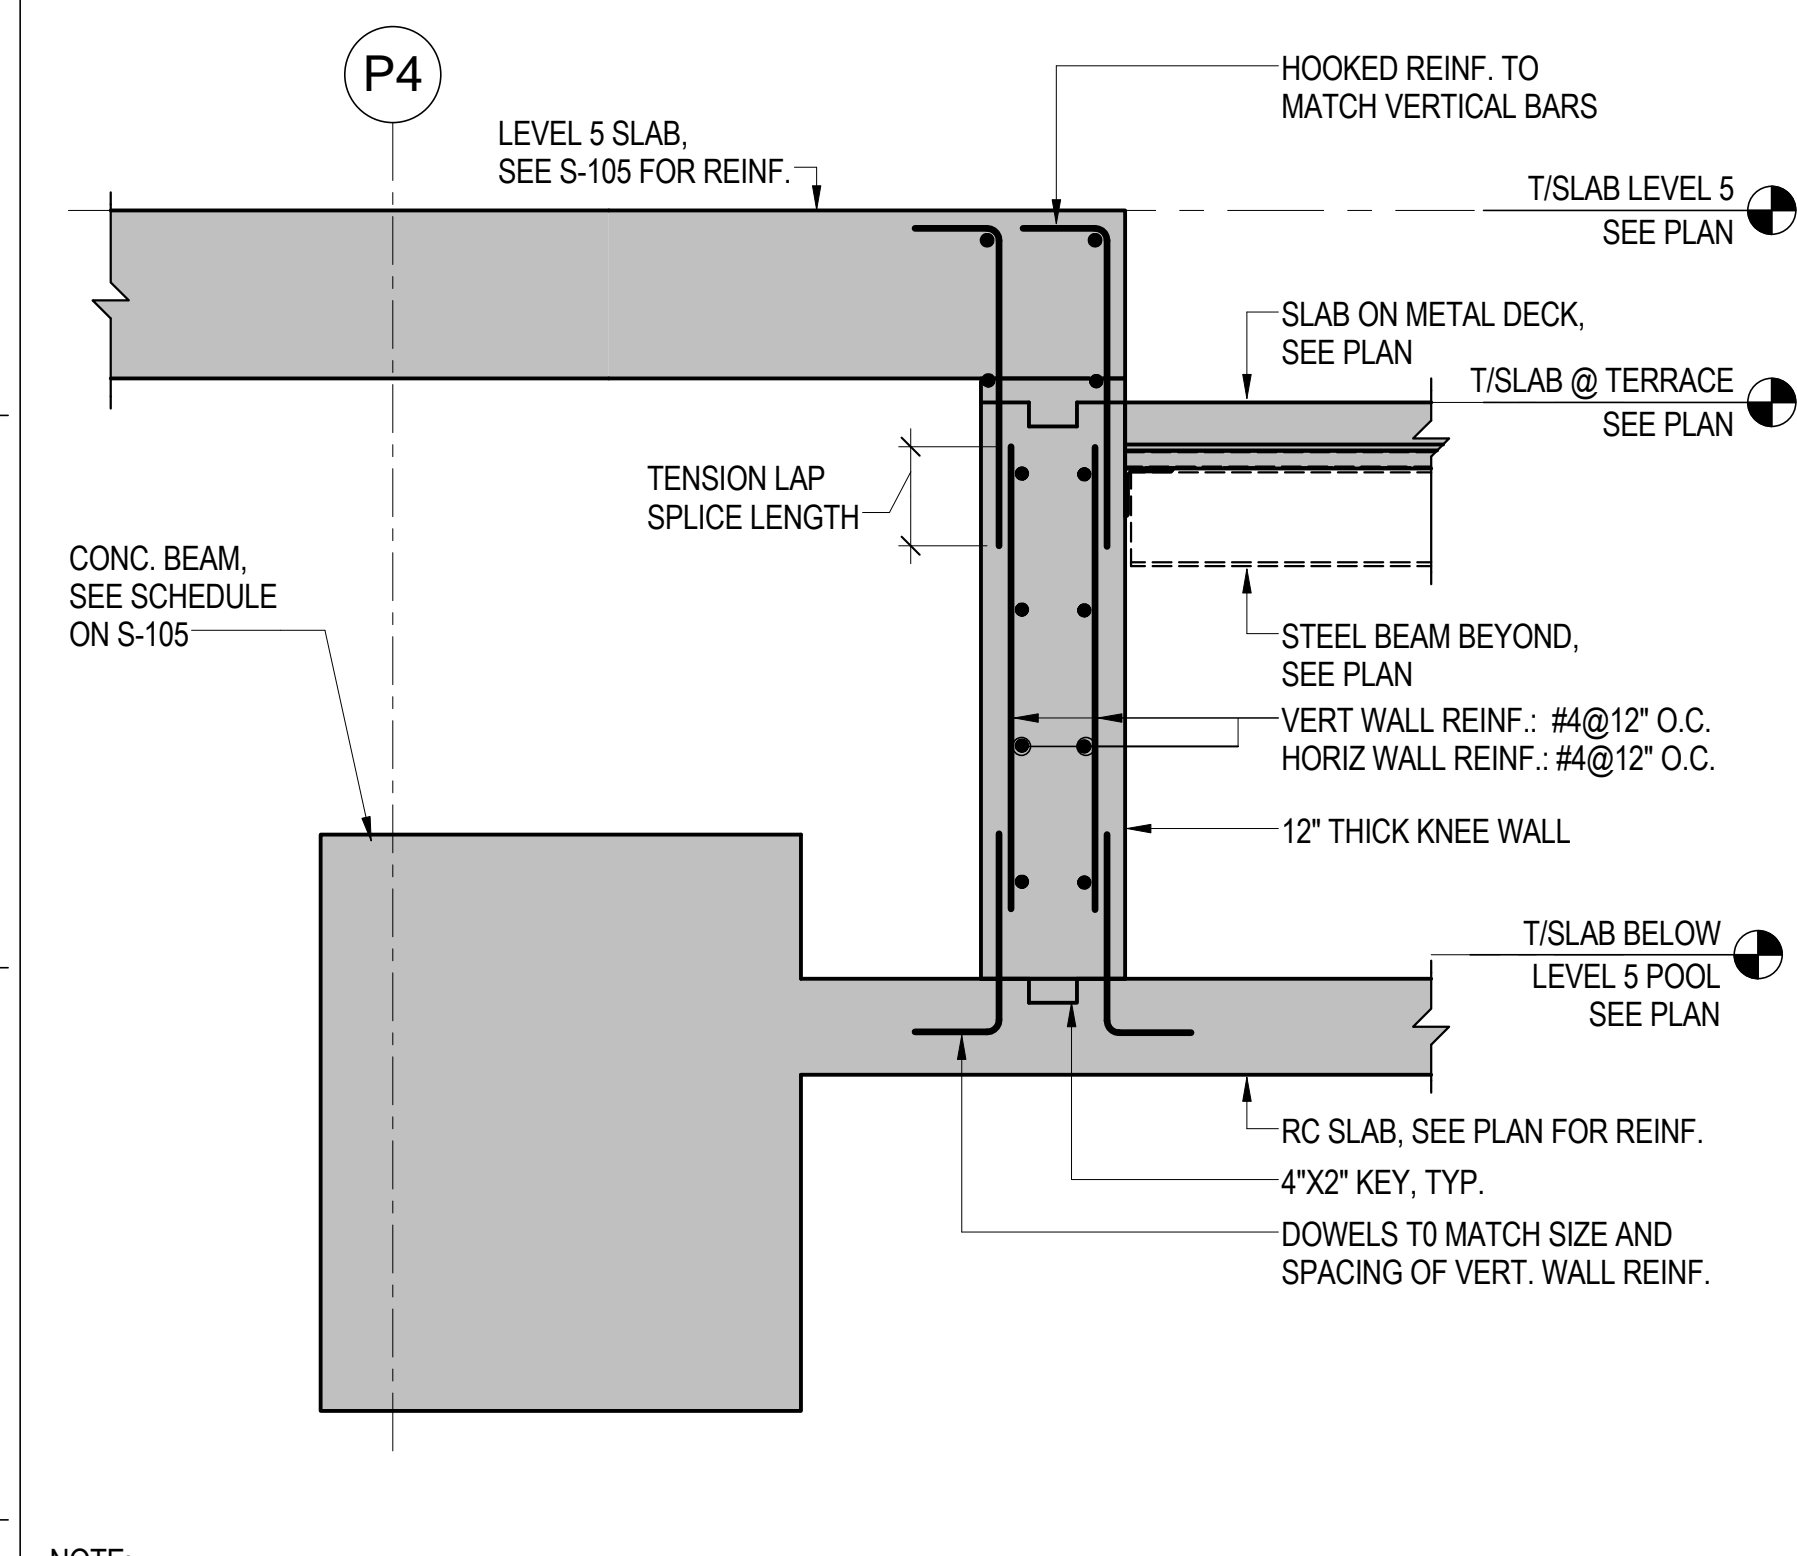 P4
HOOKED REINF. TO
MATCH VERTICAL BARS
LEVEL 5 SLAB,
SEE S-105 FOR REINF.
T/SLAB LEVEL 5
SEE PLAN
SLAB ON METAL DECK,
SEE PLAN
T/SLAB @ TERRACE
SEE PLAN
TENSION LAP
SPLICE LENGTH
CONC. BEAM,
SEE SCHEDULE
ON S-105
STEEL BEAM BEYOND,
SEE PLAN
VERT WALL REINF.: #4@12" O.C.
HORIZ WALL REINF.: #4@12" O.C.
12" THICK KNEE WALL
T/SLAB BELOW
LEVEL 5 POOL
SEE PLAN
RC SLAB, SEE PLAN FOR REINF.
4"X2" KEY, TYP.
DOWELS T0 MATCH SIZE AND
SPACING OF VERT. WALL REINF.
NOTE: